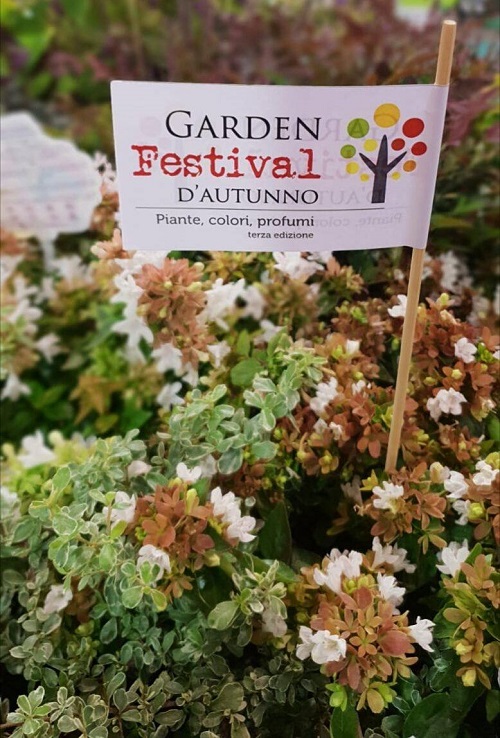 GARDEN
Festival
D'AUTUNNO
Piante, colori, profumi
terza edizione